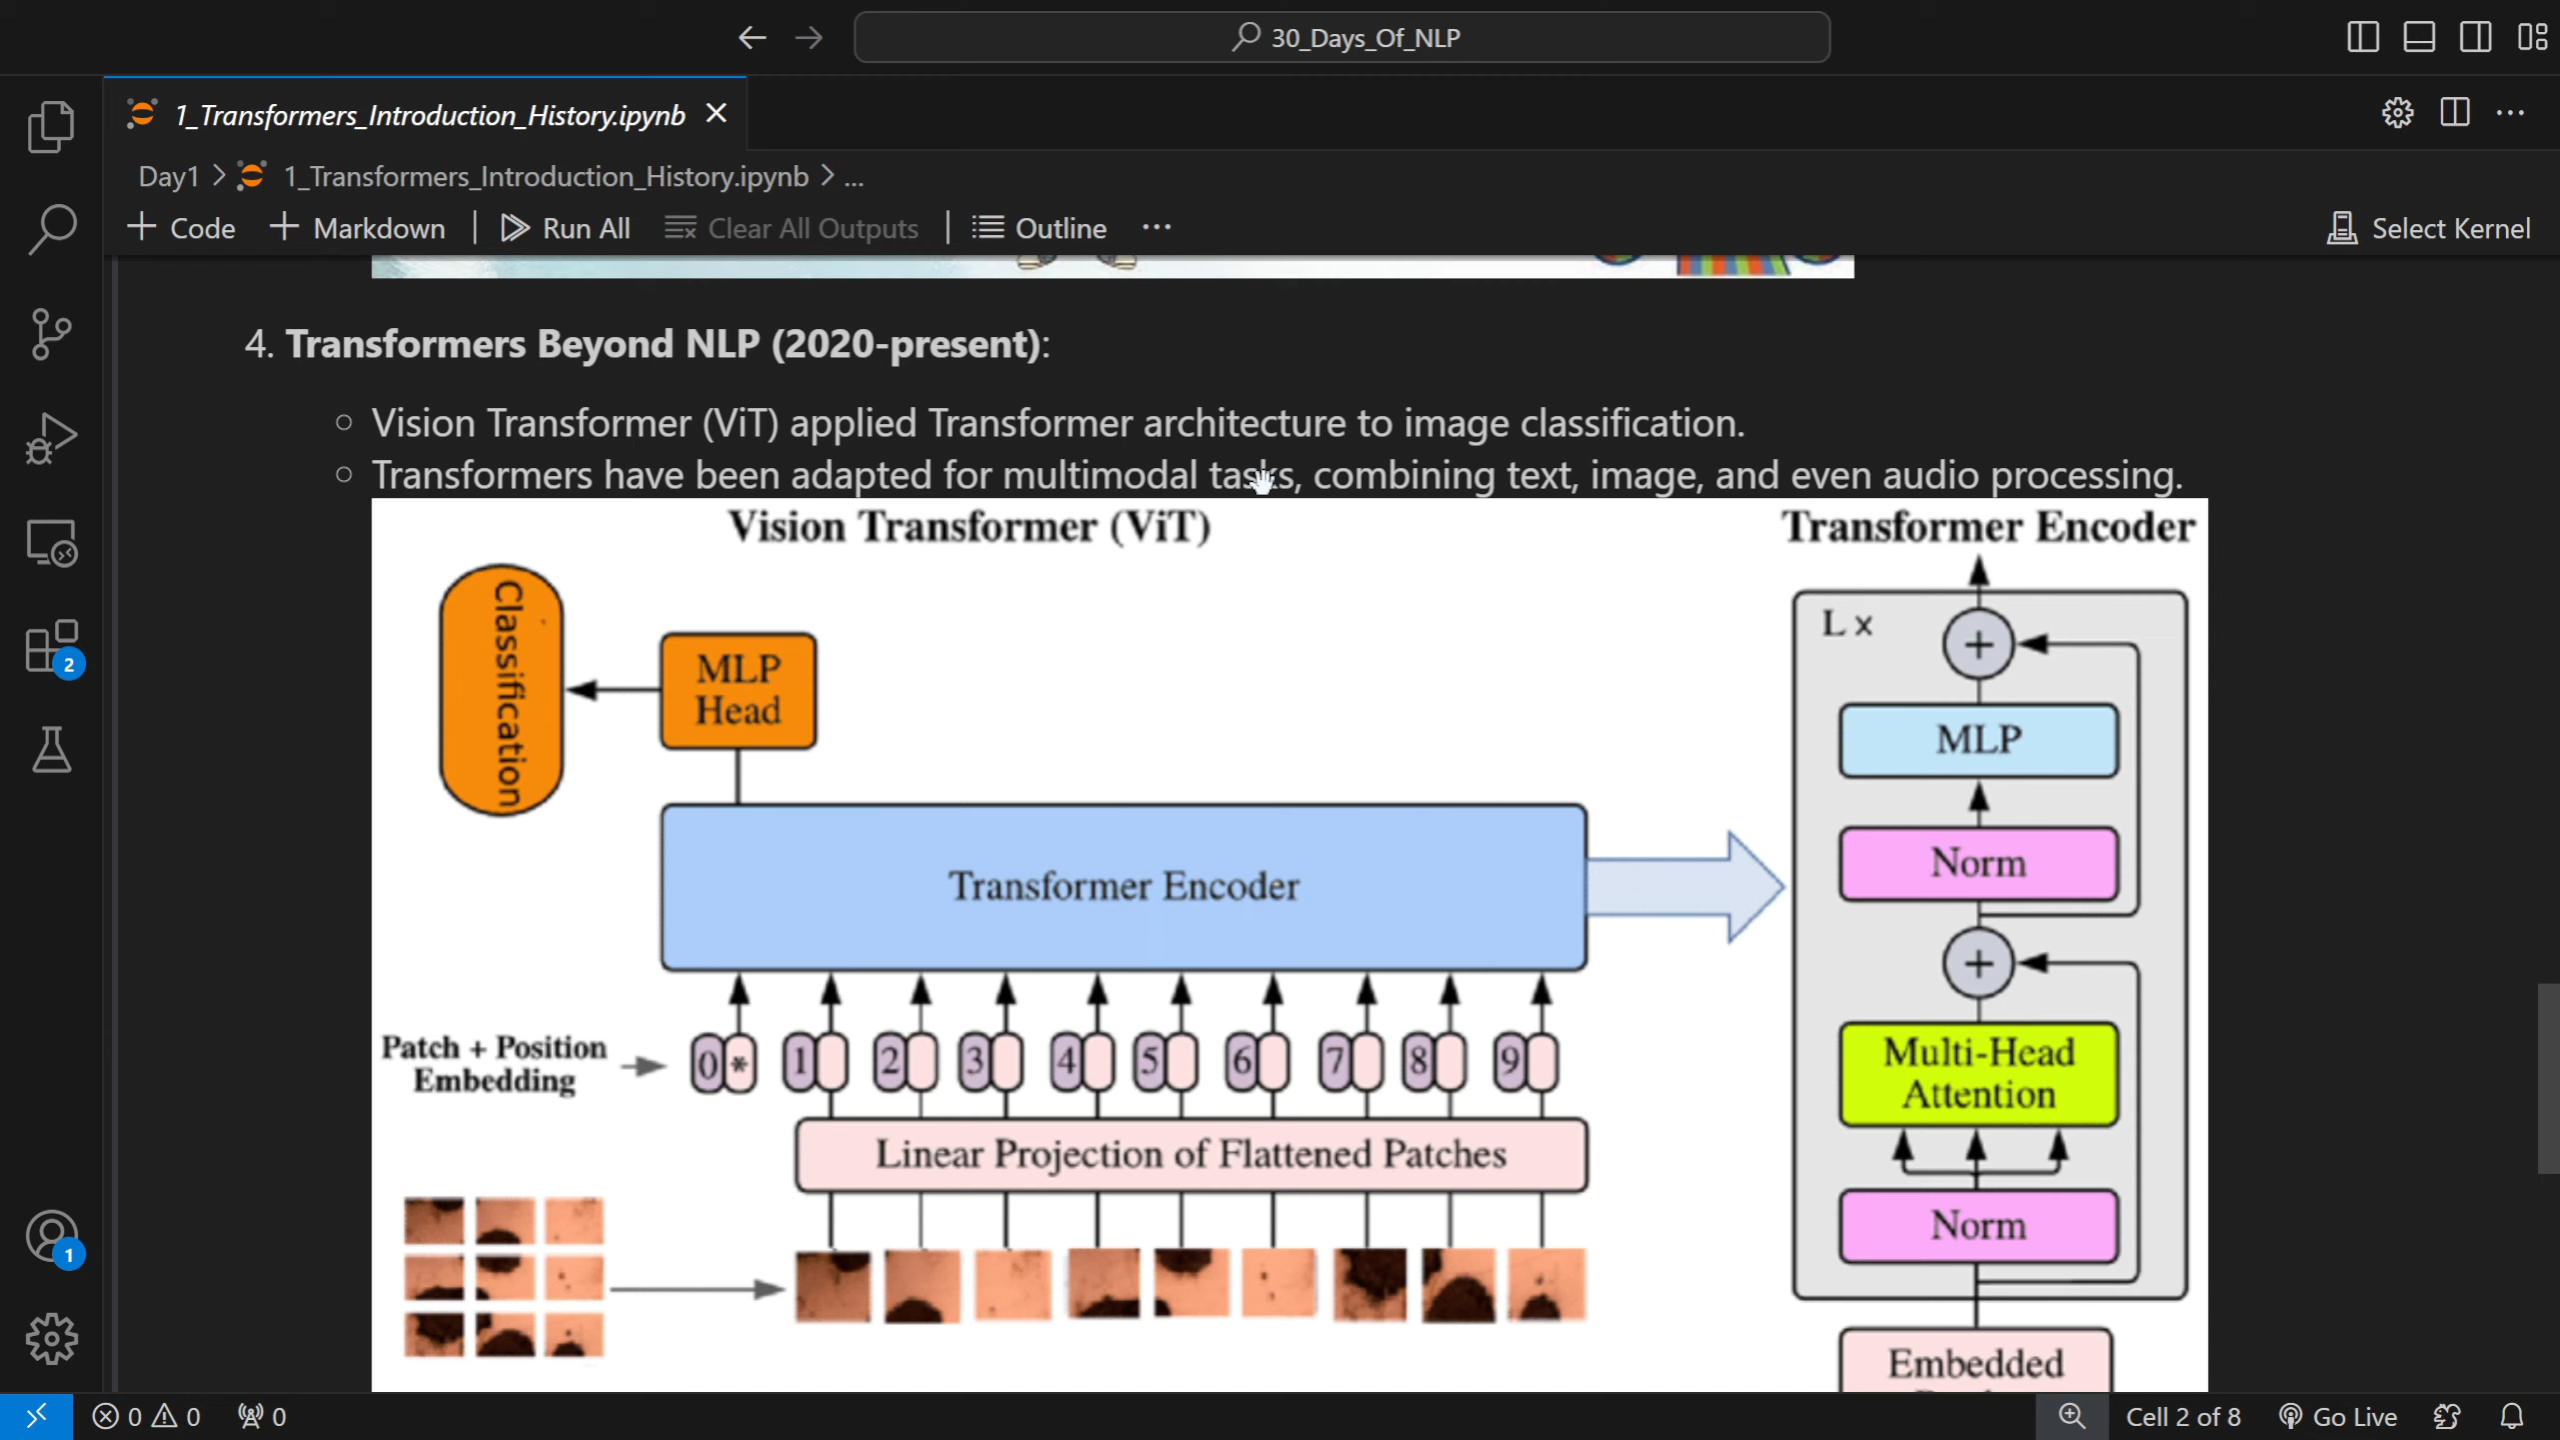 30_Days_Of_NLP
1_Transformers_Introduction_History.ipynb
Day1 > 1_Transformers_Introduction_History.ipynb > ...
+ Code + Markdown | Run All Clear All Outputs | Outline ...
Select Kernel
4. Transformers Beyond NLP (2020-present):
Vision Transformer (ViT) applied Transformer architecture to image classification.
Transformers have been adapted for multimodal tasks, combining text, image, and even audio processing.
Vision Transformer (ViT)
Classification
MLP
Head
Transformer Encoder
Patch + Position
Embedding
0 * 1 2 3 4 5 6 7 8 9
Linear Projection of Flattened Patches
Transformer Encoder
L x
+
MLP
Norm
+
Multi-Head
Attention
Norm
Embedded
2
1
0 0 0
Cell 2 of 8
Go Live